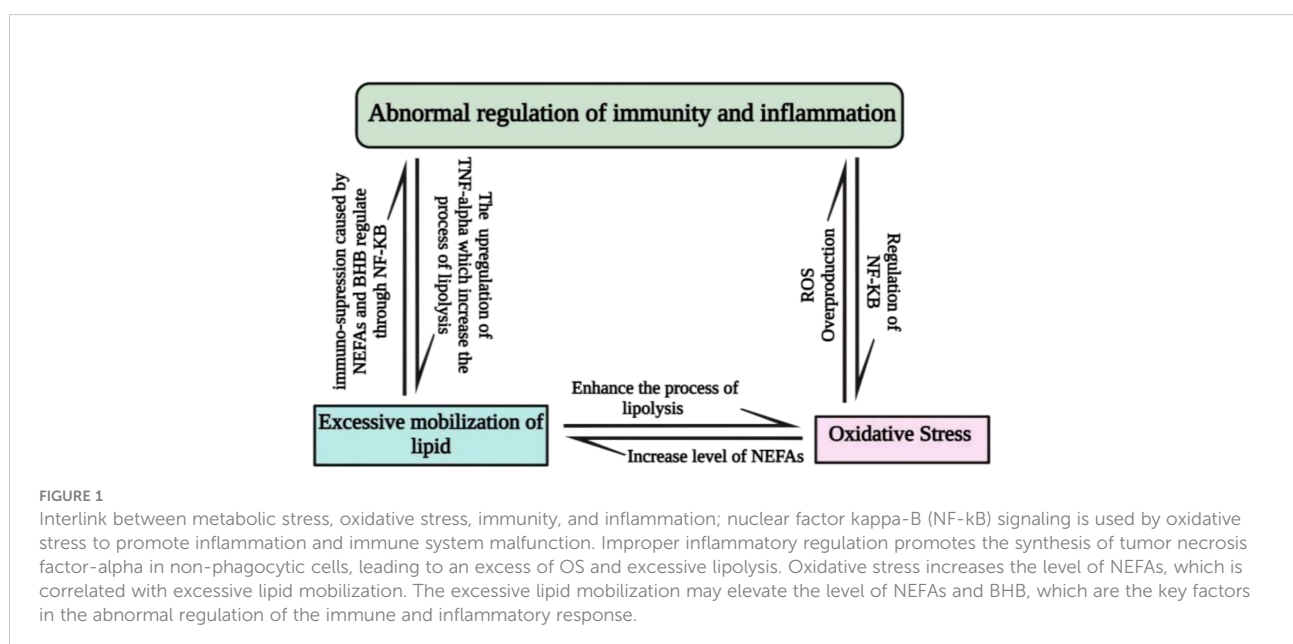 Abnormal regulation of immunity and inflammation
immuno-supression caused by
NEFAs and BHB regulate
through NF-KB
The upregulation of
TNF-alpha which increase the
process of lipolysis
ROS
Overproduction
Regulation of
NF-KB
Excessive mobilization of
lipid
Enhance the process of
lipolysis
Increase level of NEFAs
Oxidative Stress
FIGURE 1
Interlink between metabolic stress, oxidative stress, immunity, and inflammation; nuclear factor kappa-B (NF-kB) signaling is used by oxidative
stress to promote inflammation and immune system malfunction. Improper inflammatory regulation promotes the synthesis of tumor necrosis
factor-alpha in non-phagocytic cells, leading to an excess of OS and excessive lipolysis. Oxidative stress increases the level of NEFAs, which is
correlated with excessive lipid mobilization. The excessive lipid mobilization may elevate the level of NEFAs and BHB, which are the key factors
in the abnormal regulation of the immune and inflammatory response.